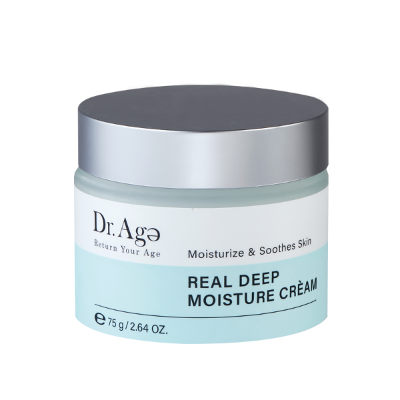 Dr.Agə
Return Your Age
Moisturize & Soothes Skin
REAL DEEP
MOISTURE CRÈAM
℮ 75 g / 2.64 OZ.